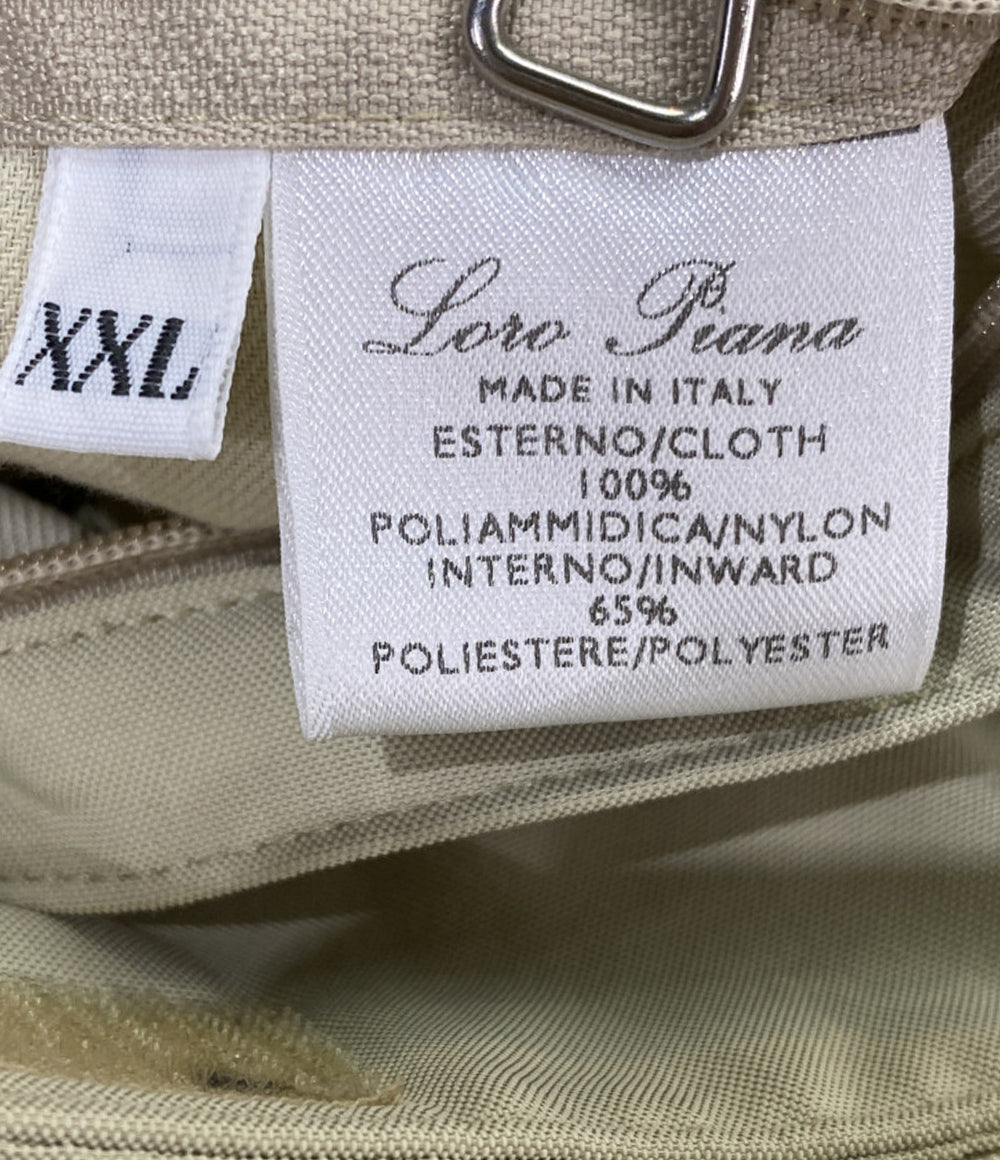 XXL
Loro Piana
MADE IN ITALY
ESTERNO/CLOTH
100%
POLIAMMIDICA/NYLON
INTERNO/INWARD
65%
POLIESTERE/POLYESTER